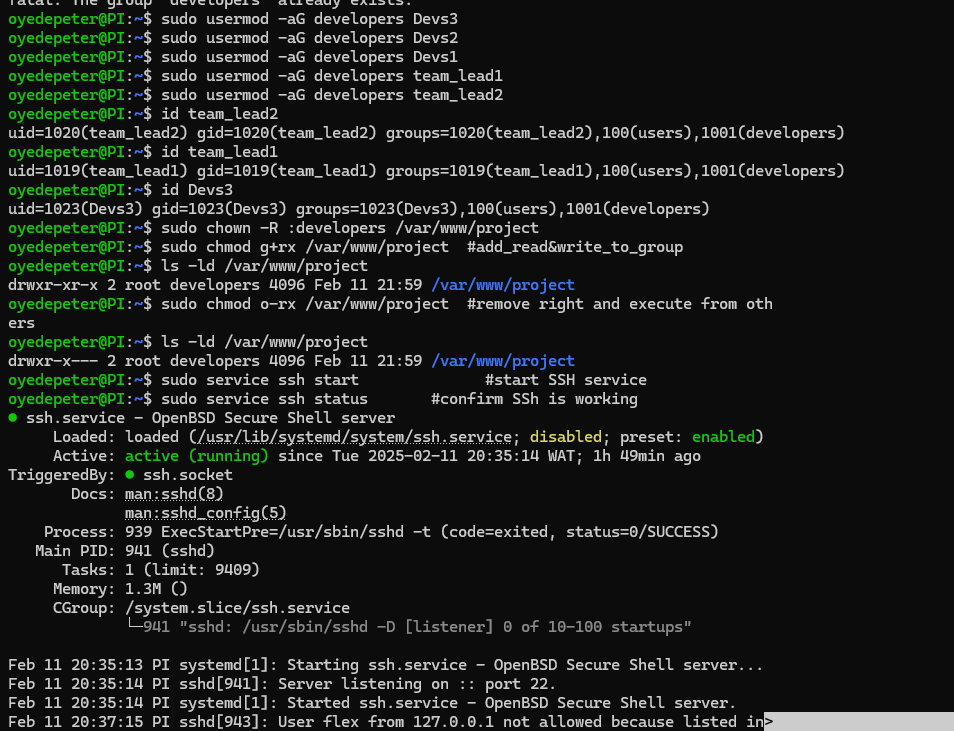 fatal: The group `developers' already exists.
oyedepeter@PI:~$ sudo usermod -aG developers Devs3
oyedepeter@PI:~$ sudo usermod -aG developers Devs2
oyedepeter@PI:~$ sudo usermod -aG developers Devs1
oyedepeter@PI:~$ sudo usermod -aG developers team_lead1
oyedepeter@PI:~$ sudo usermod -aG developers team_lead2
oyedepeter@PI:~$ id team_lead2
uid=1020(team_lead2) gid=1020(team_lead2) groups=1020(team_lead2),100(users),1001(developers)
oyedepeter@PI:~$ id team_lead1
uid=1019(team_lead1) gid=1019(team_lead1) groups=1019(team_lead1),100(users),1001(developers)
oyedepeter@PI:~$ id Devs3
uid=1023(Devs3) gid=1023(Devs3) groups=1023(Devs3),100(users),1001(developers)
oyedepeter@PI:~$ sudo chown -R :developers /var/www/project
oyedepeter@PI:~$ sudo chmod g+rx /var/www/project  #add_read&write_to_group
oyedepeter@PI:~$ ls -ld /var/www/project
drwxr-xr-x 2 root developers 4096 Feb 11 21:59 /var/www/project
oyedepeter@PI:~$ sudo chmod o-rx /var/www/project  #remove right and execute from oth
ers
oyedepeter@PI:~$ ls -ld /var/www/project
drwxr-x--- 2 root developers 4096 Feb 11 21:59 /var/www/project
oyedepeter@PI:~$ sudo service ssh start              #start SSH service
oyedepeter@PI:~$ sudo service ssh status       #confirm SSh is working
● ssh.service - OpenBSD Secure Shell server
     Loaded: loaded (/usr/lib/systemd/system/ssh.service; disabled; preset: enabled)
     Active: active (running) since Tue 2025-02-11 20:35:14 WAT; 1h 49min ago
TriggeredBy: ● ssh.socket
       Docs: man:sshd(8)
             man:sshd_config(5)
    Process: 939 ExecStartPre=/usr/sbin/sshd -t (code=exited, status=0/SUCCESS)
   Main PID: 941 (sshd)
      Tasks: 1 (limit: 9409)
     Memory: 1.3M ()
     CGroup: /system.slice/ssh.service
             └─941 "sshd: /usr/sbin/sshd -D [listener] 0 of 10-100 startups"
Feb 11 20:35:13 PI systemd[1]: Starting ssh.service - OpenBSD Secure Shell server...
Feb 11 20:35:14 PI sshd[941]: Server listening on :: port 22.
Feb 11 20:35:14 PI systemd[1]: Started ssh.service - OpenBSD Secure Shell server.
Feb 11 20:37:15 PI sshd[943]: User flex from 127.0.0.1 not allowed because listed in>